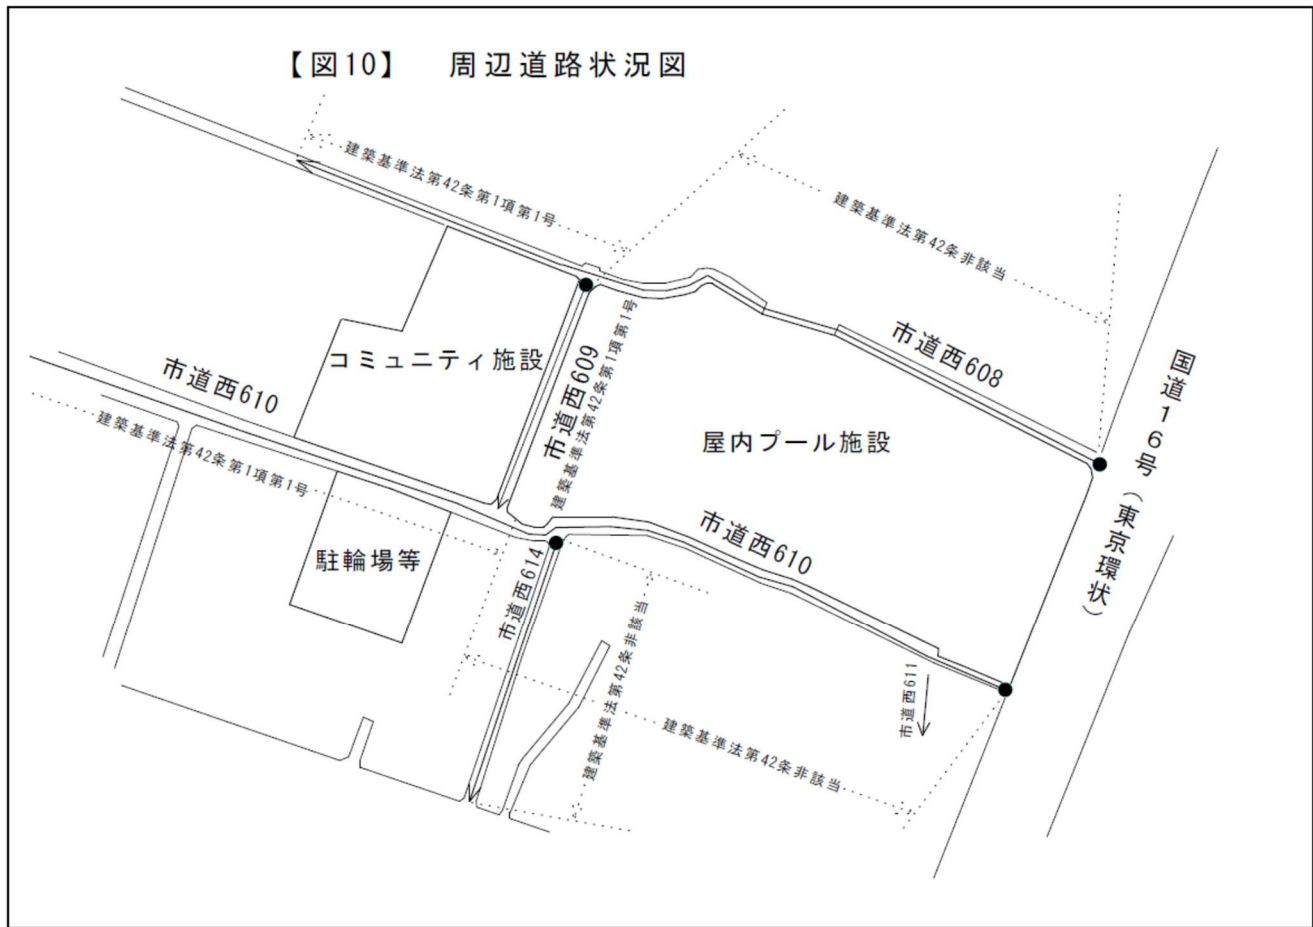 【図10】 周辺道路状況図
建築基準法第42条第1項第1号
建築基準法第42条非該当
市道西608
国道16号（東京環状）
コミュニティ施設
市道西609
建築基準法第42条第1項第1号
市道西610
屋内プール施設
建築基準法第42条第1項第1号
市道西610
駐輪場等
市道西614
建築基準法第42条非該当
市道西611
建築基準法第42条非該当